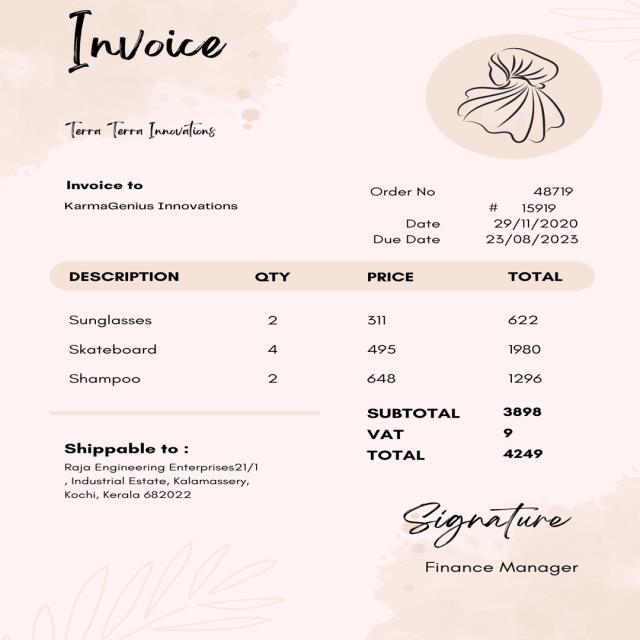 Invoice
Terra Terra Innovations
Invoice to
KarmaGenius Innovations
Order No 48719
# 15919
Date 29/11/2020
Due Date 23/08/2023
DESCRIPTION QTY PRICE TOTAL
Sunglasses 2 311 622
Skateboard 4 495 1980
Shampoo 2 648 1296
SUBTOTAL 3898
VAT 9
TOTAL 4249
Shippable to :
Raja Engineering Enterprises21/1
, Industrial Estate, Kalamassery,
Kochi, Kerala 682022
Signature
Finance Manager